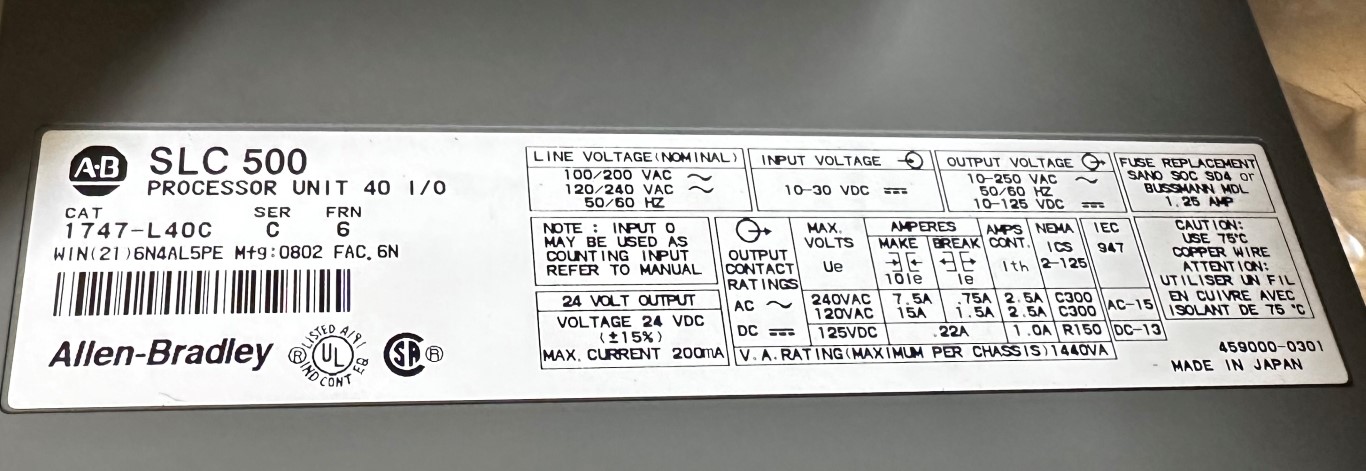 A·B
SLC 500
PROCESSOR UNIT 40 I/O
CAT SER FRN
1747-L40C C 6
WIN(21)6N4AL5PE Mfg:0802 FAC.6N
Allen-Bradley
® LISTED A196 UL IND CONT EQ
SA ®
LINE VOLTAGE(NOMINAL)
100/200 VAC ~
120/240 VAC ~
50/60 HZ
INPUT VOLTAGE
10-30 VDC
OUTPUT VOLTAGE
10-250 VAC ~
50/60 HZ
10-125 VDC
FUSE REPLACEMENT
SANO SOC SD4 or
BUSSMANN MDL
1.25 AMP
NOTE : INPUT 0
MAY BE USED AS
COUNTING INPUT
REFER TO MANUAL
24 VOLT OUTPUT
VOLTAGE 24 VDC
(±15%)
MAX. CURRENT 200mA
OUTPUT
CONTACT
RATINGS
MAX.
VOLTS
Ue
AMPERES
MAKE BREAK
10Ie Ie
AMPS
CONT.
Ith
NEMA
ICS
2-125
IEC
947
AC ~ 240VAC 7.5A .75A 2.5A C300 AC-15
120VAC 15A 1.5A 2.5A C300
DC 125VDC .22A 1.0A R150 DC-13
V.A.RATING(MAXIMUM PER CHASSIS)1440VA
CAUTION:
USE 75°C
COPPER WIRE
ATTENTION:
UTILISER UN FIL
EN CUIVRE AVEC
ISOLANT DE 75 °C
459000-0301
MADE IN JAPAN